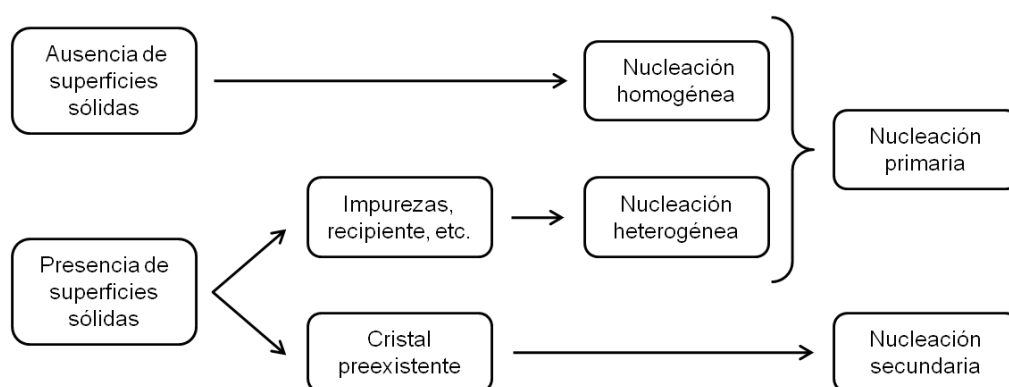 Ausencia de
superficies
sólidas
Nucleación
homogénea
Nucleación
primaria
Impurezas,
recipiente, etc.
Nucleación
heterogénea
Presencia de
superficies
sólidas
Cristal
preexistente
Nucleación
secundaria